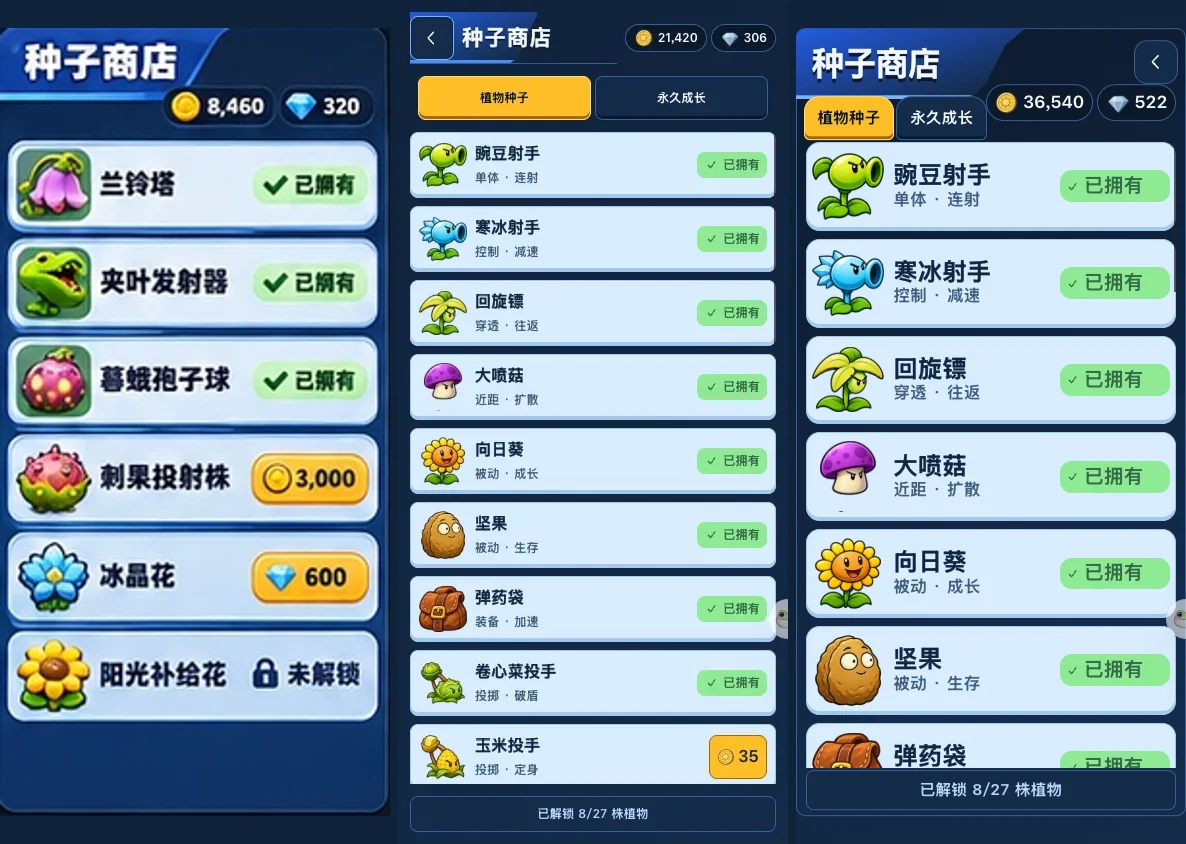 种子商店
8,460
320
兰铃塔
✓ 已拥有
夹叶发射器
✓ 已拥有
暮蛾孢子球
✓ 已拥有
刺果投射株
3,000
冰晶花
600
阳光补给花
未解锁
种子商店
21,420
306
植物种子
永久成长
豌豆射手
单体 · 连射
✓ 已拥有
寒冰射手
控制 · 减速
✓ 已拥有
回旋镖
穿透 · 往返
✓ 已拥有
大喷菇
近距 · 扩散
✓ 已拥有
向日葵
被动 · 成长
✓ 已拥有
坚果
被动 · 生存
✓ 已拥有
弹药袋
装备 · 加速
✓ 已拥有
卷心菜投手
投掷 · 破盾
✓ 已拥有
玉米投手
投掷 · 定身
35
已解锁 8/27 株植物
种子商店
36,540
522
植物种子
永久成长
豌豆射手
单体 · 连射
✓ 已拥有
寒冰射手
控制 · 减速
✓ 已拥有
回旋镖
穿透 · 往返
✓ 已拥有
大喷菇
近距 · 扩散
✓ 已拥有
向日葵
被动 · 成长
✓ 已拥有
坚果
被动 · 生存
✓ 已拥有
弹药袋
✓ 已拥有
已解锁 8/27 株植物